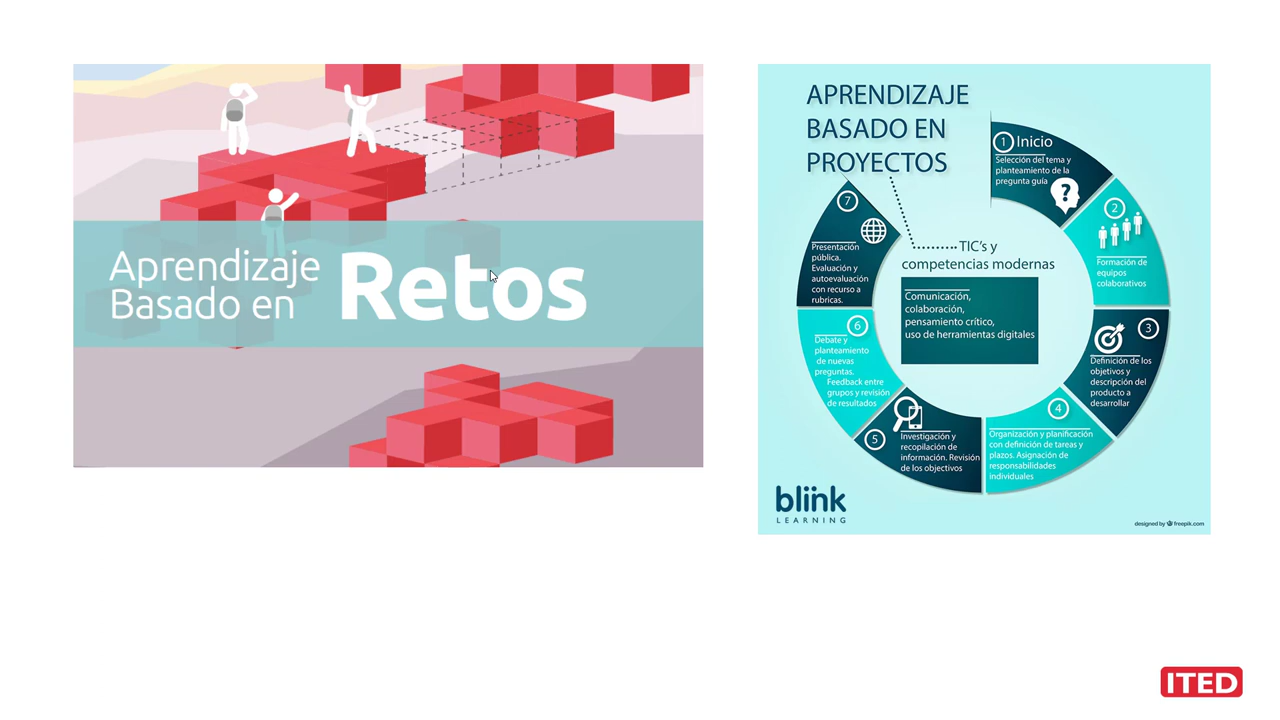 Aprendizaje
Basado en
Retos
APRENDIZAJE
BASADO EN
PROYECTOS
1 Inicio
Selección del tema y
planteamiento de la
pregunta guía
?
2
Formación de
equipos
colaborativos
3
Definición de los
objetivos y
descripción del
producto a
desarrollar
4
Organización y planificación
con definición de tareas y
plazos. Asignación de
responsabilidades
individuales
5
Investigación y
recopilación de
información. Revisión
de los objetivos
6
Debate y
planteamiento
de nuevas
preguntas.
Feedback entre
grupos y revisión
de resultados
7
Presentación
pública.
Evaluación y
autoevaluación
con recurso a
rubricas.
TIC's y
competencias modernas
Comunicación,
colaboración,
pensamiento crítico,
uso de herramientas digitales
blink
LEARNING
designed by freepik.com
ITED